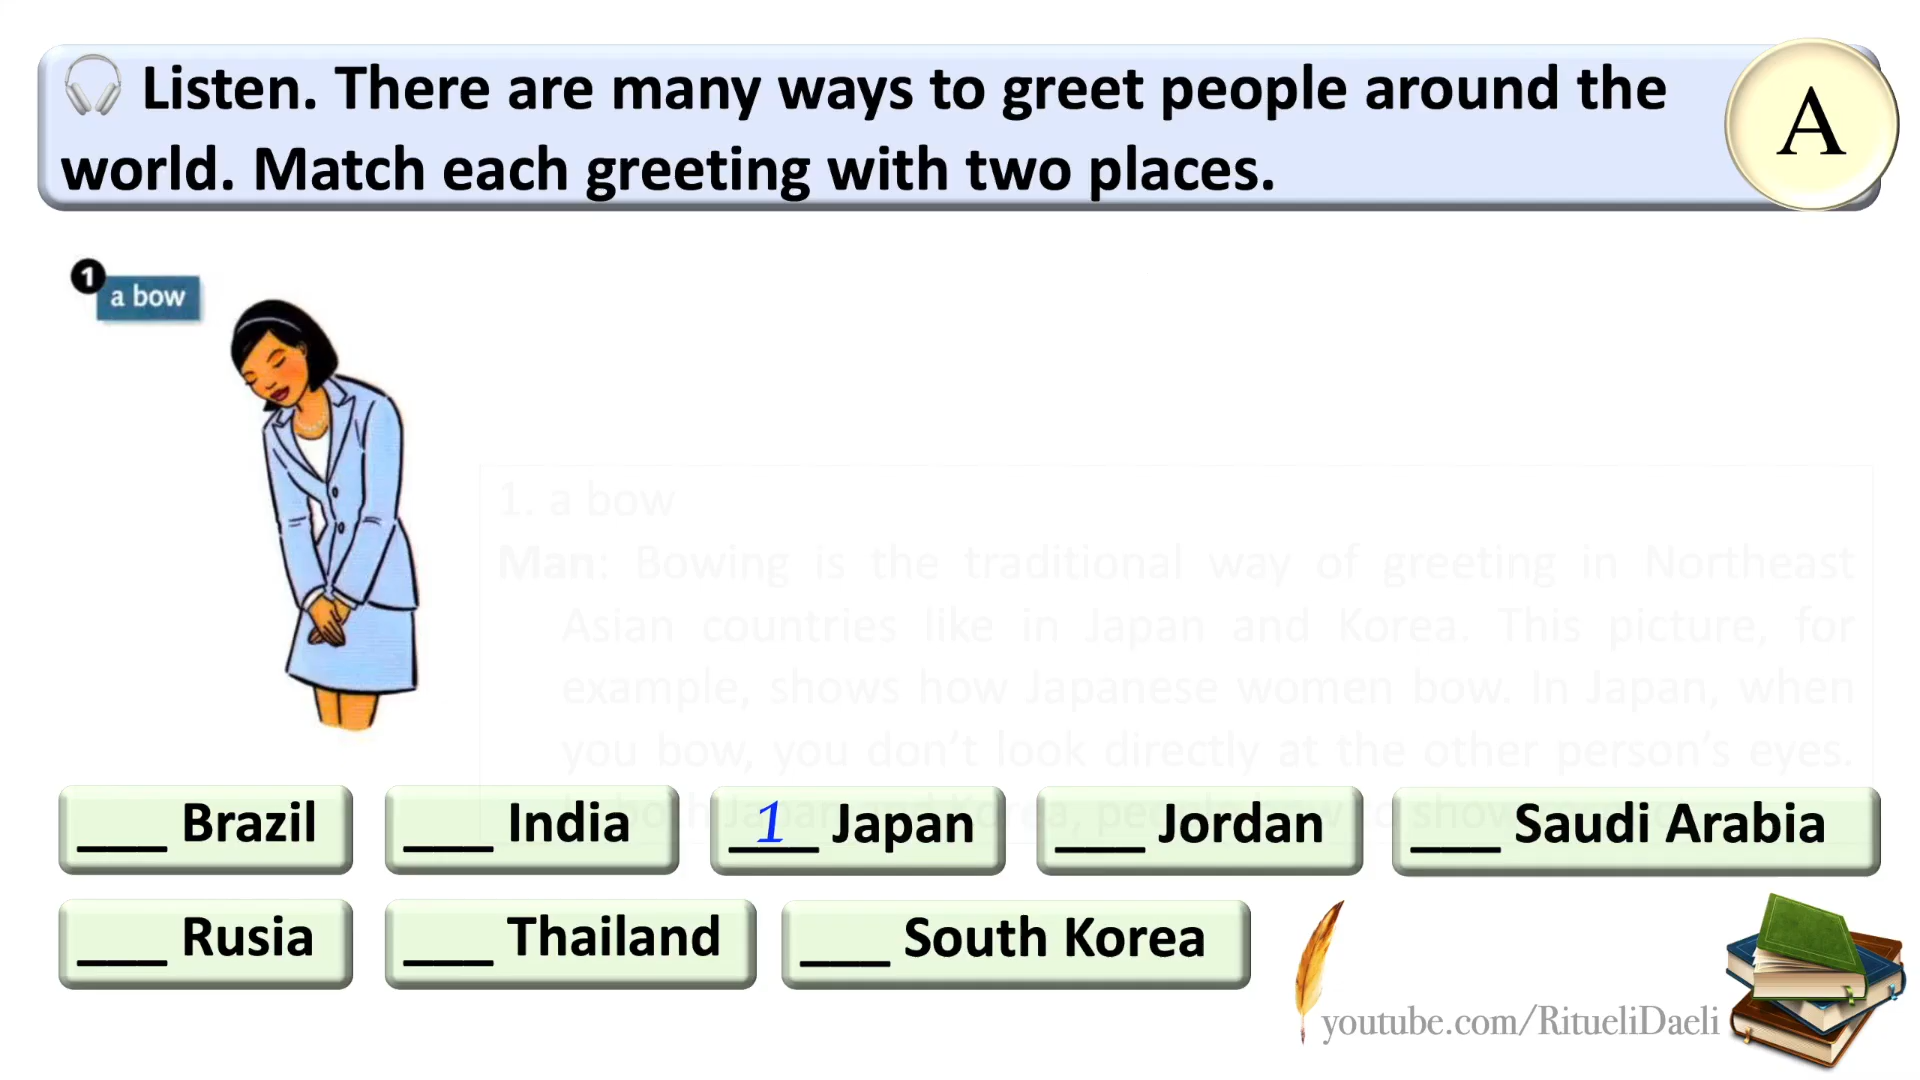 Listen. There are many ways to greet people around the
world. Match each greeting with two places.
A
1
a bow
1. a bow
Man: Bowing is the traditional way of greeting in Northeast
Asian countries like in Japan and Korea. This picture, for
example, shows how Japanese women bow. In Japan, when
you bow, you don't look directly at the other person's eyes.
___ Brazil
___ India
1 Japan
___ Jordan
___ Saudi Arabia
___ Rusia
___ Thailand
___ South Korea
youtube.com/RitueliDaeli